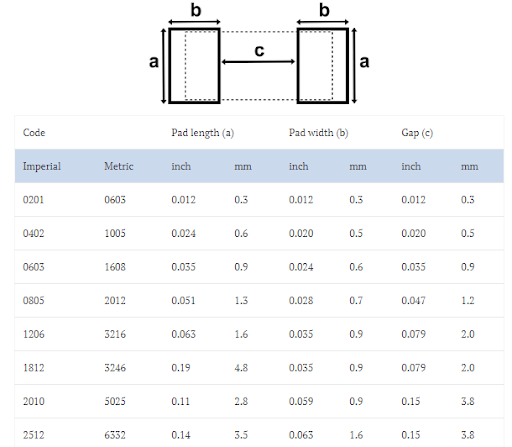 b b
a c a
Code Pad length (a) Pad width (b) Gap (c)
Imperial Metric inch mm inch mm inch mm
0201 0603 0.012 0.3 0.012 0.3 0.012 0.3
0402 1005 0.024 0.6 0.020 0.5 0.020 0.5
0603 1608 0.035 0.9 0.024 0.6 0.035 0.9
0805 2012 0.051 1.3 0.028 0.7 0.047 1.2
1206 3216 0.063 1.6 0.035 0.9 0.079 2.0
1812 3246 0.19 4.8 0.035 0.9 0.079 2.0
2010 5025 0.11 2.8 0.059 0.9 0.15 3.8
2512 6332 0.14 3.5 0.063 1.6 0.15 3.8